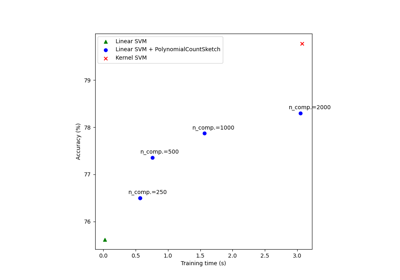 Linear SVM
Linear SVM + PolynomialCountSketch
Kernel SVM
79
78
77
76
Accuracy (%)
n_comp.=2000
n_comp.=1000
n_comp.=500
n_comp.=250
0.0 0.5 1.0 1.5 2.0 2.5 3.0
Training time (s)